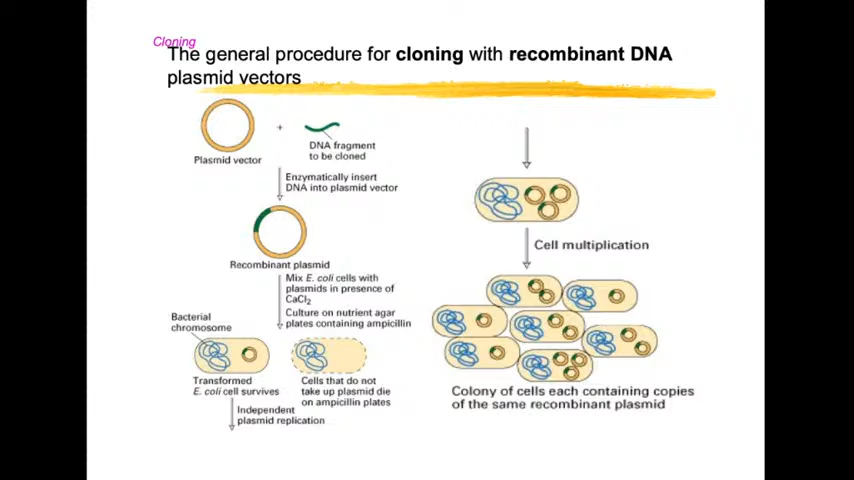 Cloning
The general procedure for cloning with recombinant DNA
plasmid vectors
Plasmid vector
+
DNA fragment
to be cloned
Enzymatically insert
DNA into plasmid vector
Recombinant plasmid
Mix E. coli cells with
plasmids in presence of
CaCl2
Culture on nutrient agar
plates containing ampicillin
Bacterial
chromosome
Transformed
E. coli cell survives
Cells that do not
take up plasmid die
on ampicillin plates
Independent
plasmid replication
Cell multiplication
Colony of cells each containing copies
of the same recombinant plasmid